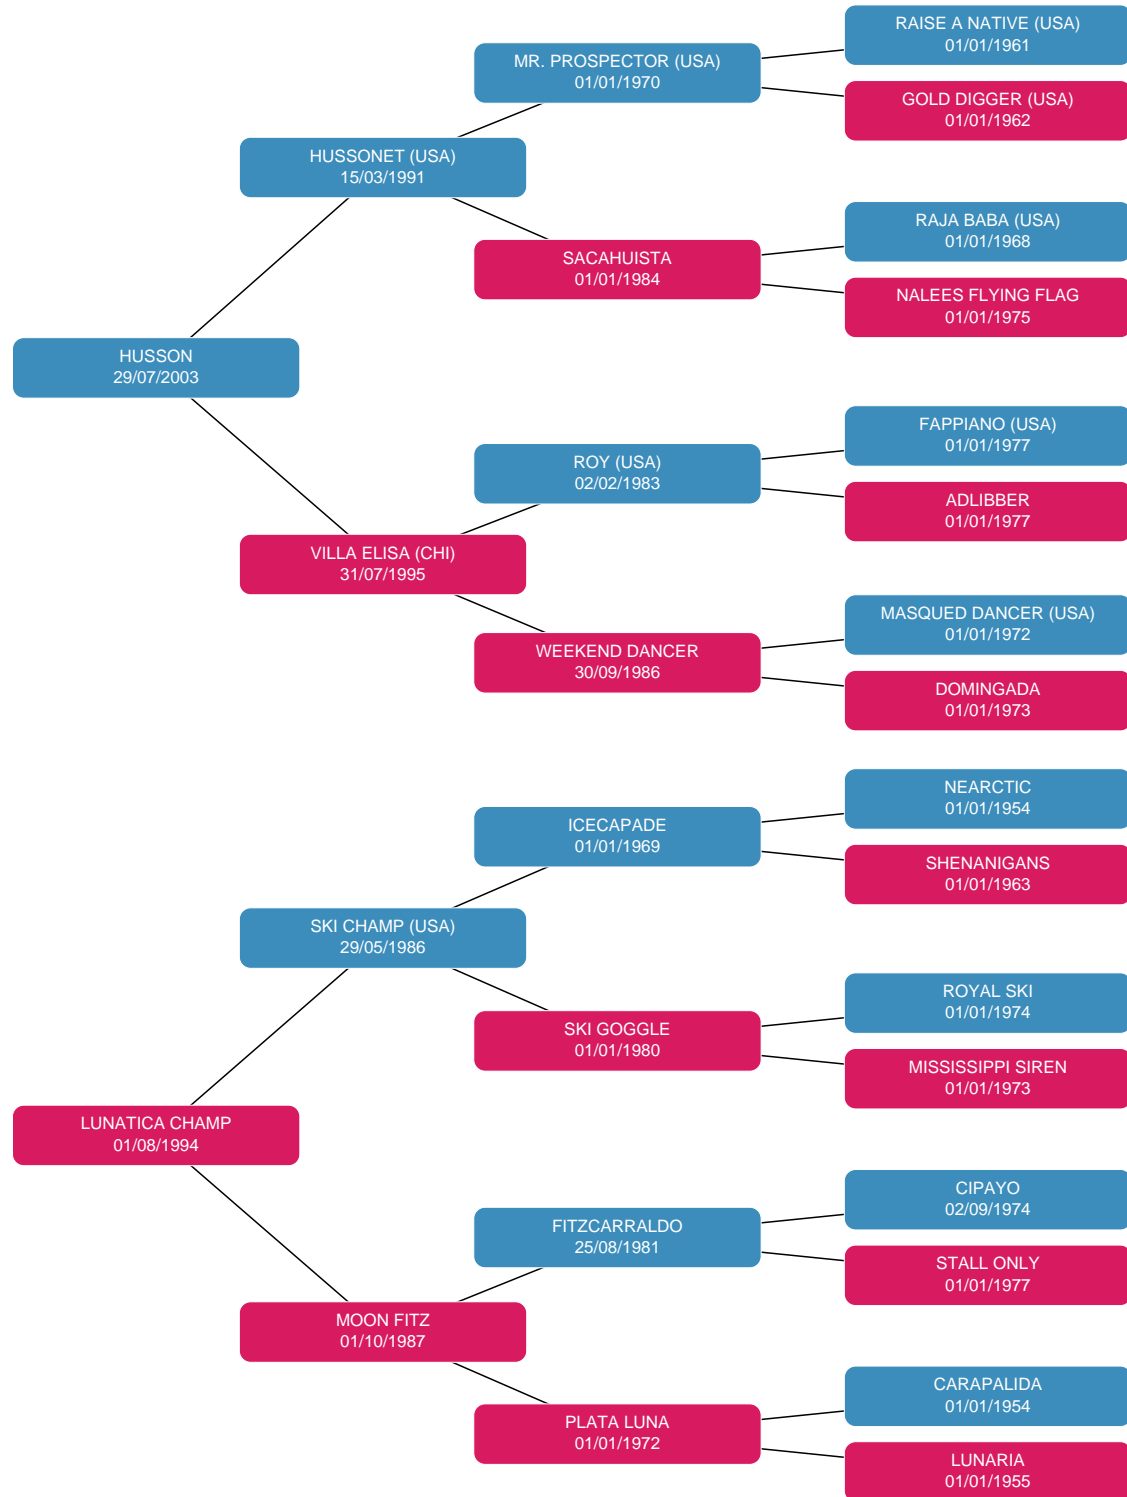 RAISE A NATIVE (USA)
01/01/1961
MR. PROSPECTOR (USA)
01/01/1970
GOLD DIGGER (USA)
01/01/1962
HUSSONET (USA)
15/03/1991
RAJA BABA (USA)
01/01/1968
SACAHUISTA
01/01/1984
NALEES FLYING FLAG
01/01/1975
HUSSON
29/07/2003
FAPPIANO (USA)
01/01/1977
ROY (USA)
02/02/1983
ADLIBBER
01/01/1977
VILLA ELISA (CHI)
31/07/1995
MASQUED DANCER (USA)
01/01/1972
WEEKEND DANCER
30/09/1986
DOMINGADA
01/01/1973
NEARCTIC
01/01/1954
ICECAPADE
01/01/1969
SHENANIGANS
01/01/1963
SKI CHAMP (USA)
29/05/1986
ROYAL SKI
01/01/1974
SKI GOGGLE
01/01/1980
MISSISSIPPI SIREN
01/01/1973
LUNATICA CHAMP
01/08/1994
CIPAYO
02/09/1974
FITZCARRALDO
25/08/1981
STALL ONLY
01/01/1977
MOON FITZ
01/10/1987
CARAPALIDA
01/01/1954
PLATA LUNA
01/01/1972
LUNARIA
01/01/1955